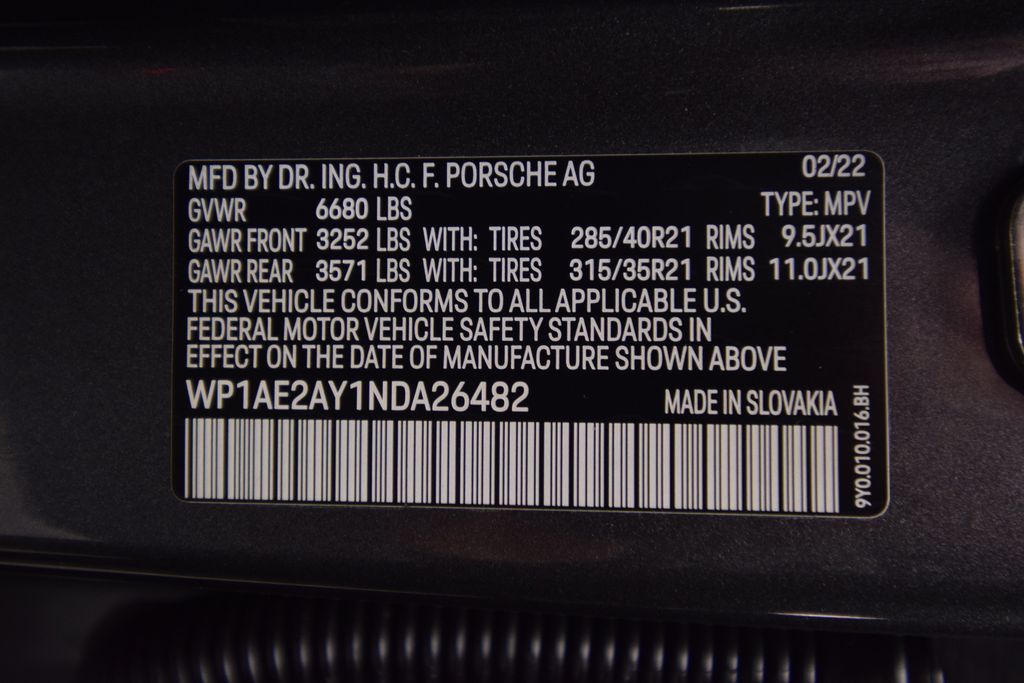 MFD BY DR. ING. H.C. F. PORSCHE AG 02/22
GVWR 6680 LBS TYPE: MPV
GAWR FRONT 3252 LBS WITH: TIRES 285/40R21 RIMS 9.5JX21
GAWR REAR 3571 LBS WITH: TIRES 315/35R21 RIMS 11.0JX21
THIS VEHICLE CONFORMS TO ALL APPLICABLE U.S.
FEDERAL MOTOR VEHICLE SAFETY STANDARDS IN
EFFECT ON THE DATE OF MANUFACTURE SHOWN ABOVE
WP1AE2AY1NDA26482 MADE IN SLOVAKIA
9Y0.010.016.BH